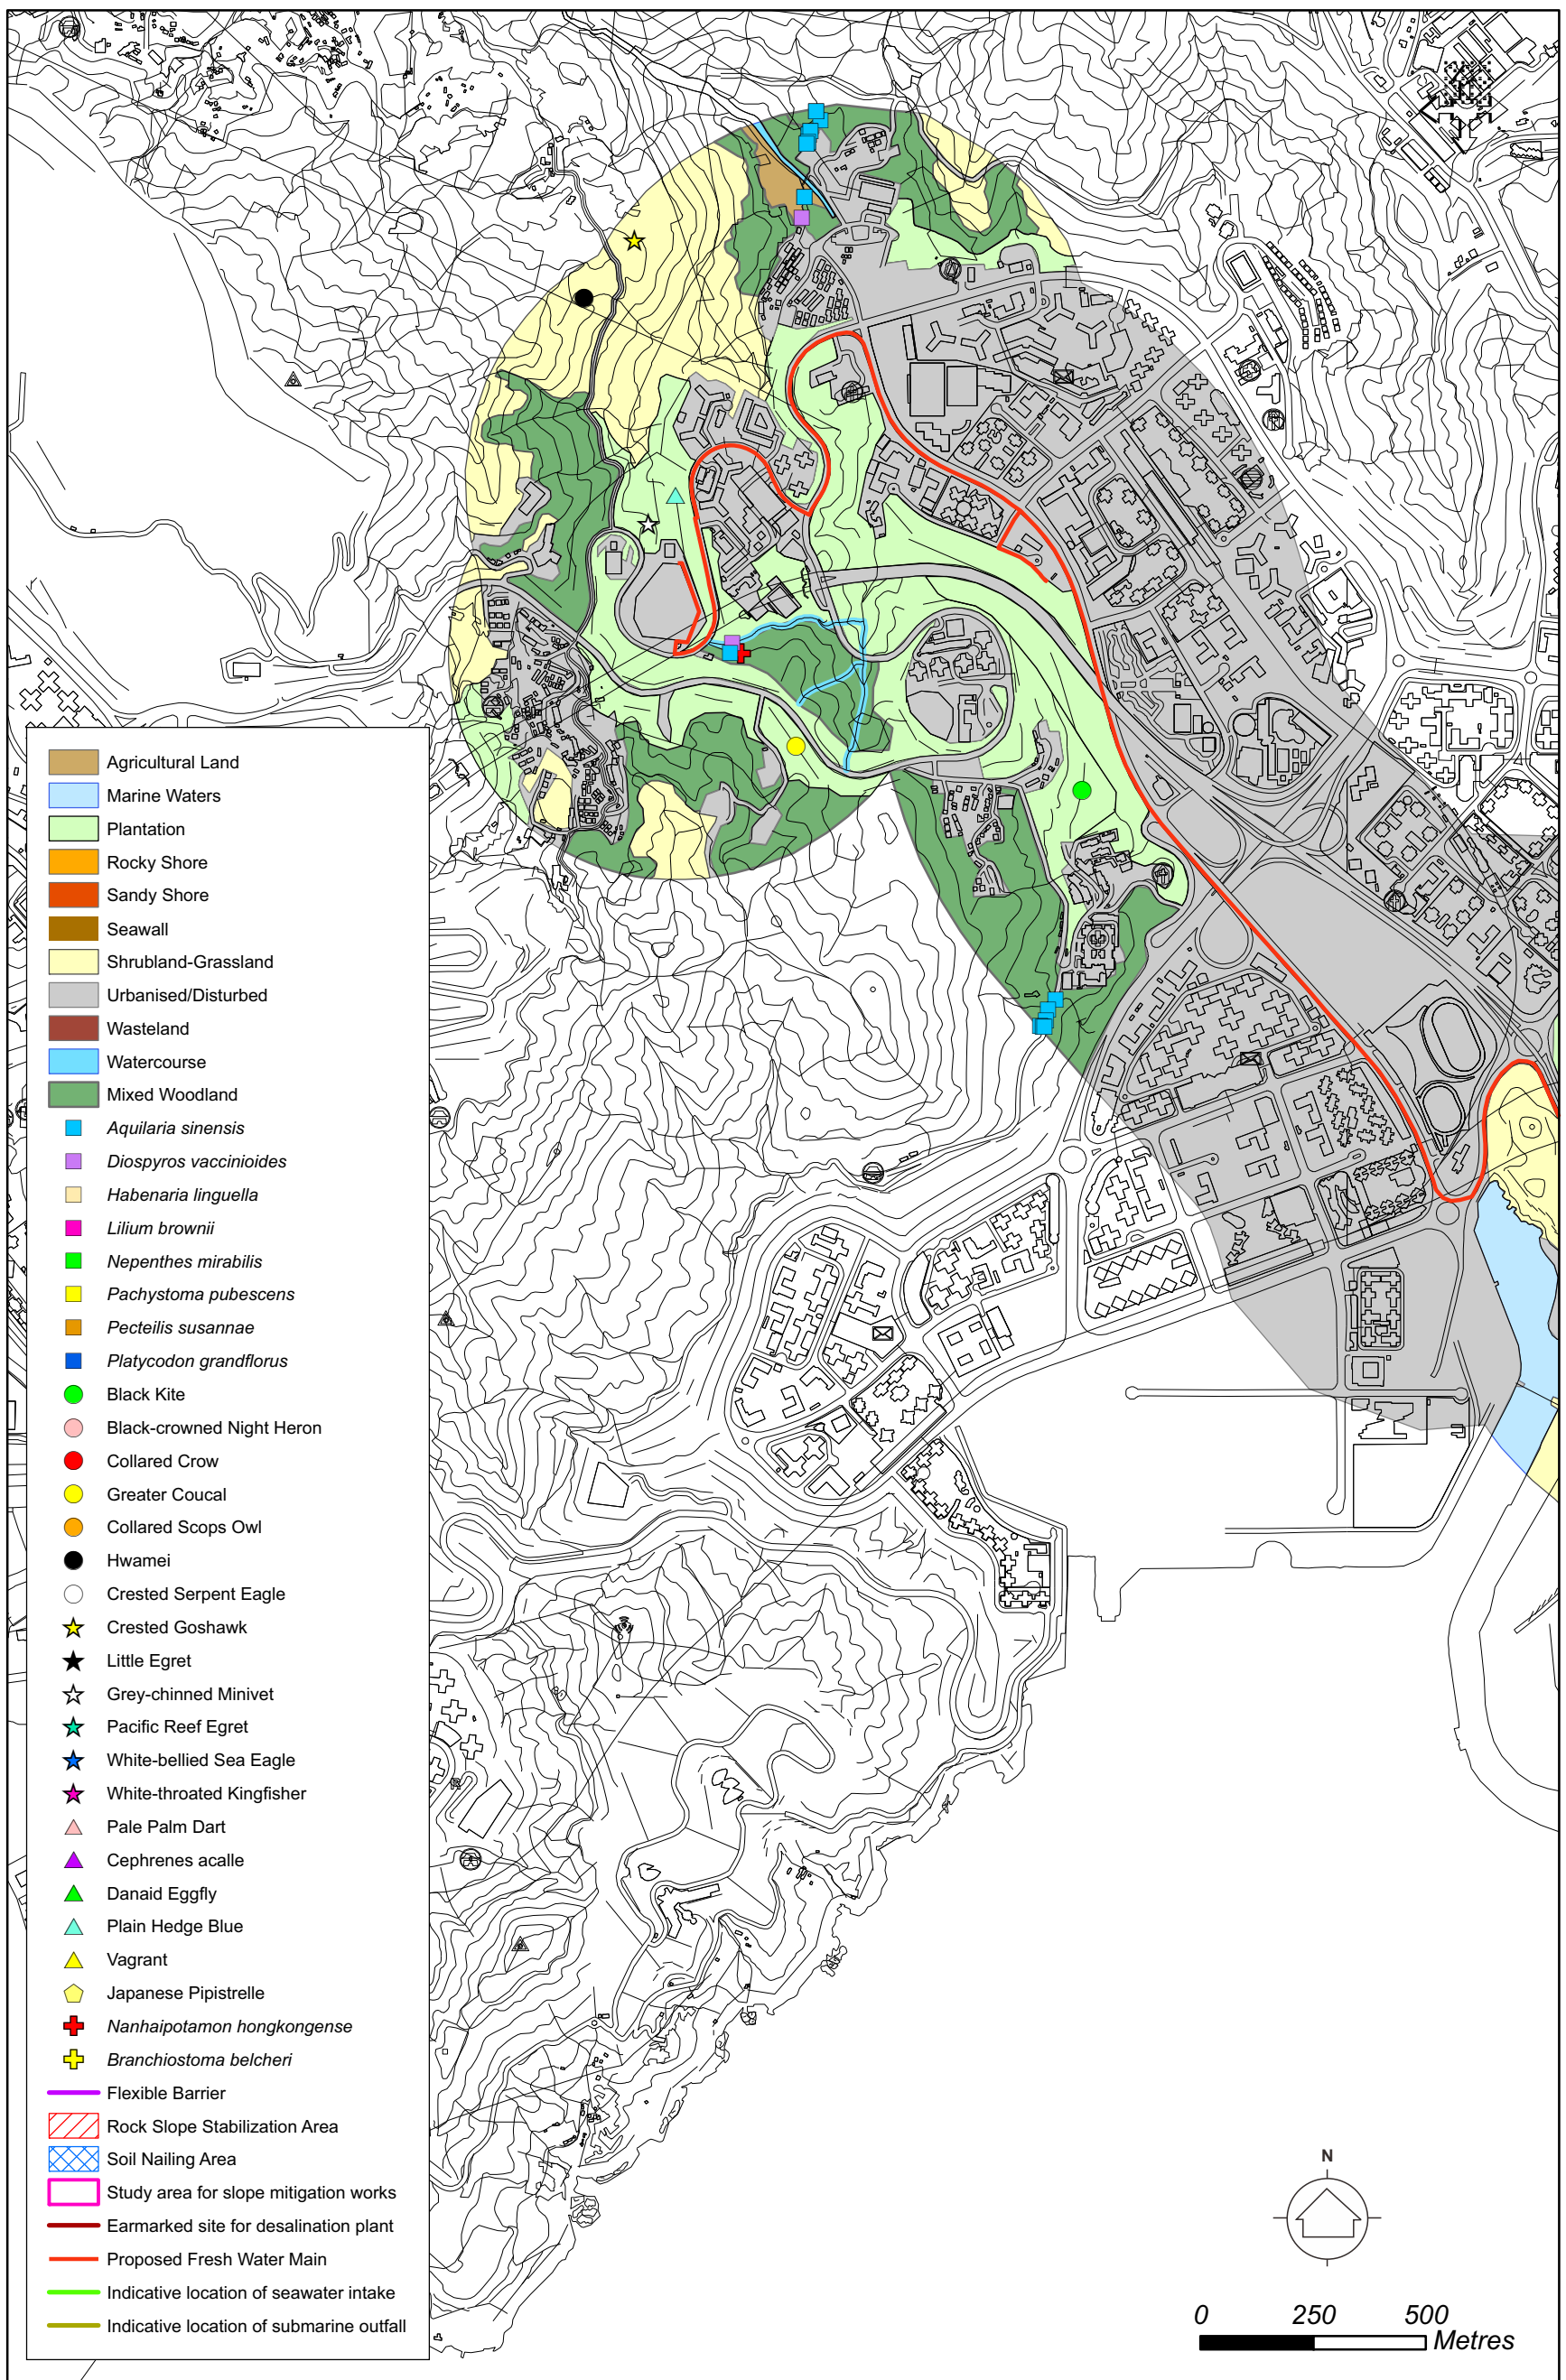 Agricultural Land
Marine Waters
Plantation
Rocky Shore
Sandy Shore
Seawall
Shrubland-Grassland
Urbanised/Disturbed
Wasteland
Watercourse
Mixed Woodland
Aquilaria sinensis
Diospyros vaccinioides
Habenaria linguella
Lilium brownii
Nepenthes mirabilis
Pachystoma pubescens
Pecteilis susannae
Platycodon grandflorus
Black Kite
Black-crowned Night Heron
Collared Crow
Greater Coucal
Collared Scops Owl
Hwamei
Crested Serpent Eagle
Crested Goshawk
Little Egret
Grey-chinned Minivet
Pacific Reef Egret
White-bellied Sea Eagle
White-throated Kingfisher
Pale Palm Dart
Cephrenes acalle
Danaid Eggfly
Plain Hedge Blue
Vagrant
Japanese Pipistrelle
Nanhaipotamon hongkongense
Branchiostoma belcheri
Flexible Barrier
Rock Slope Stabilization Area
Soil Nailing Area
Study area for slope mitigation works
Earmarked site for desalination plant
Proposed Fresh Water Main
Indicative location of seawater intake
Indicative location of submarine outfall
N
0 250 500
Metres